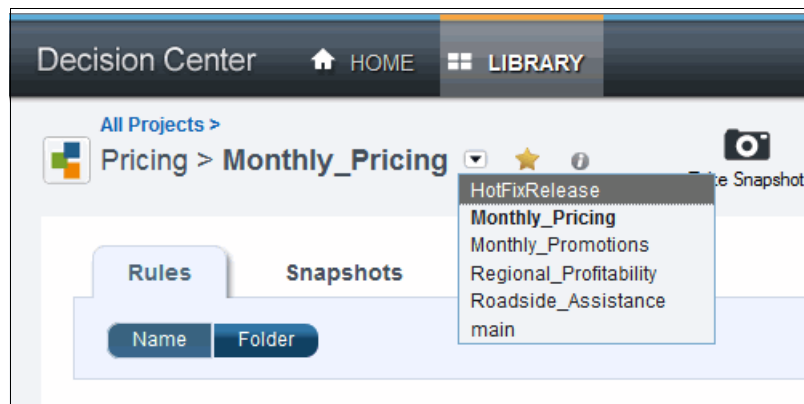 Decision Center HOME LIBRARY
All Projects >
Pricing > Monthly_Pricing
Snapshot
HotFixRelease
Monthly_Pricing
Monthly_Promotions
Regional_Profitability
Roadside_Assistance
main
Rules Snapshots
Name Folder